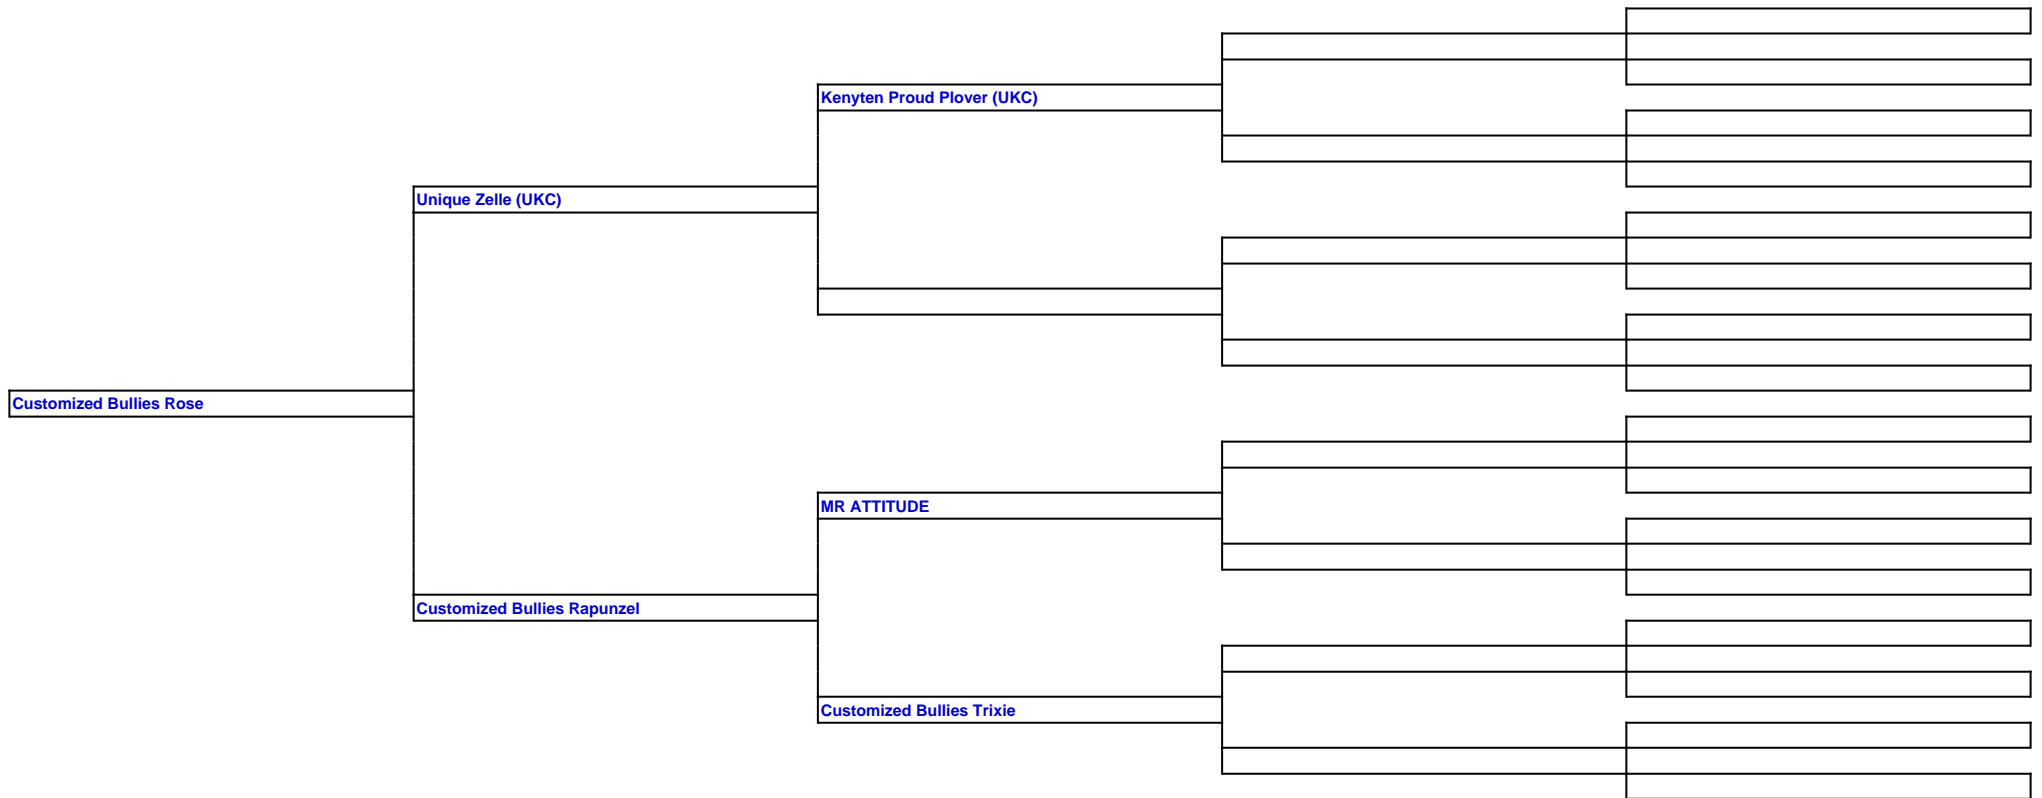 Kenyten Proud Plover (UKC)
Unique Zelle (UKC)
Customized Bullies Rose
MR ATTITUDE
Customized Bullies Rapunzel
Customized Bullies Trixie